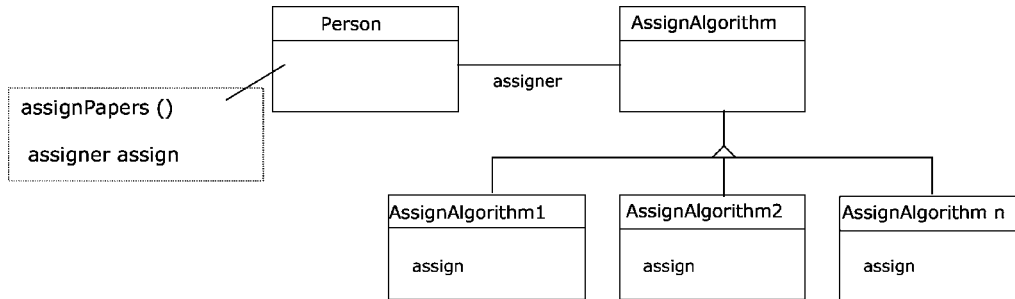 Person
AssignAlgorithm
assigner
assignPapers ()
assigner assign
AssignAlgorithm1
AssignAlgorithm2
AssignAlgorithm n
assign
assign
assign